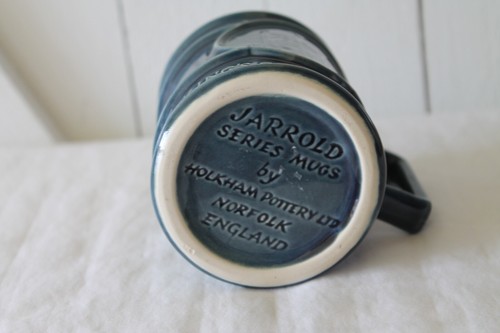 JARROLD
SERIES MUGS
by
HOLKHAM POTTERY LTD
NORFOLK
ENGLAND